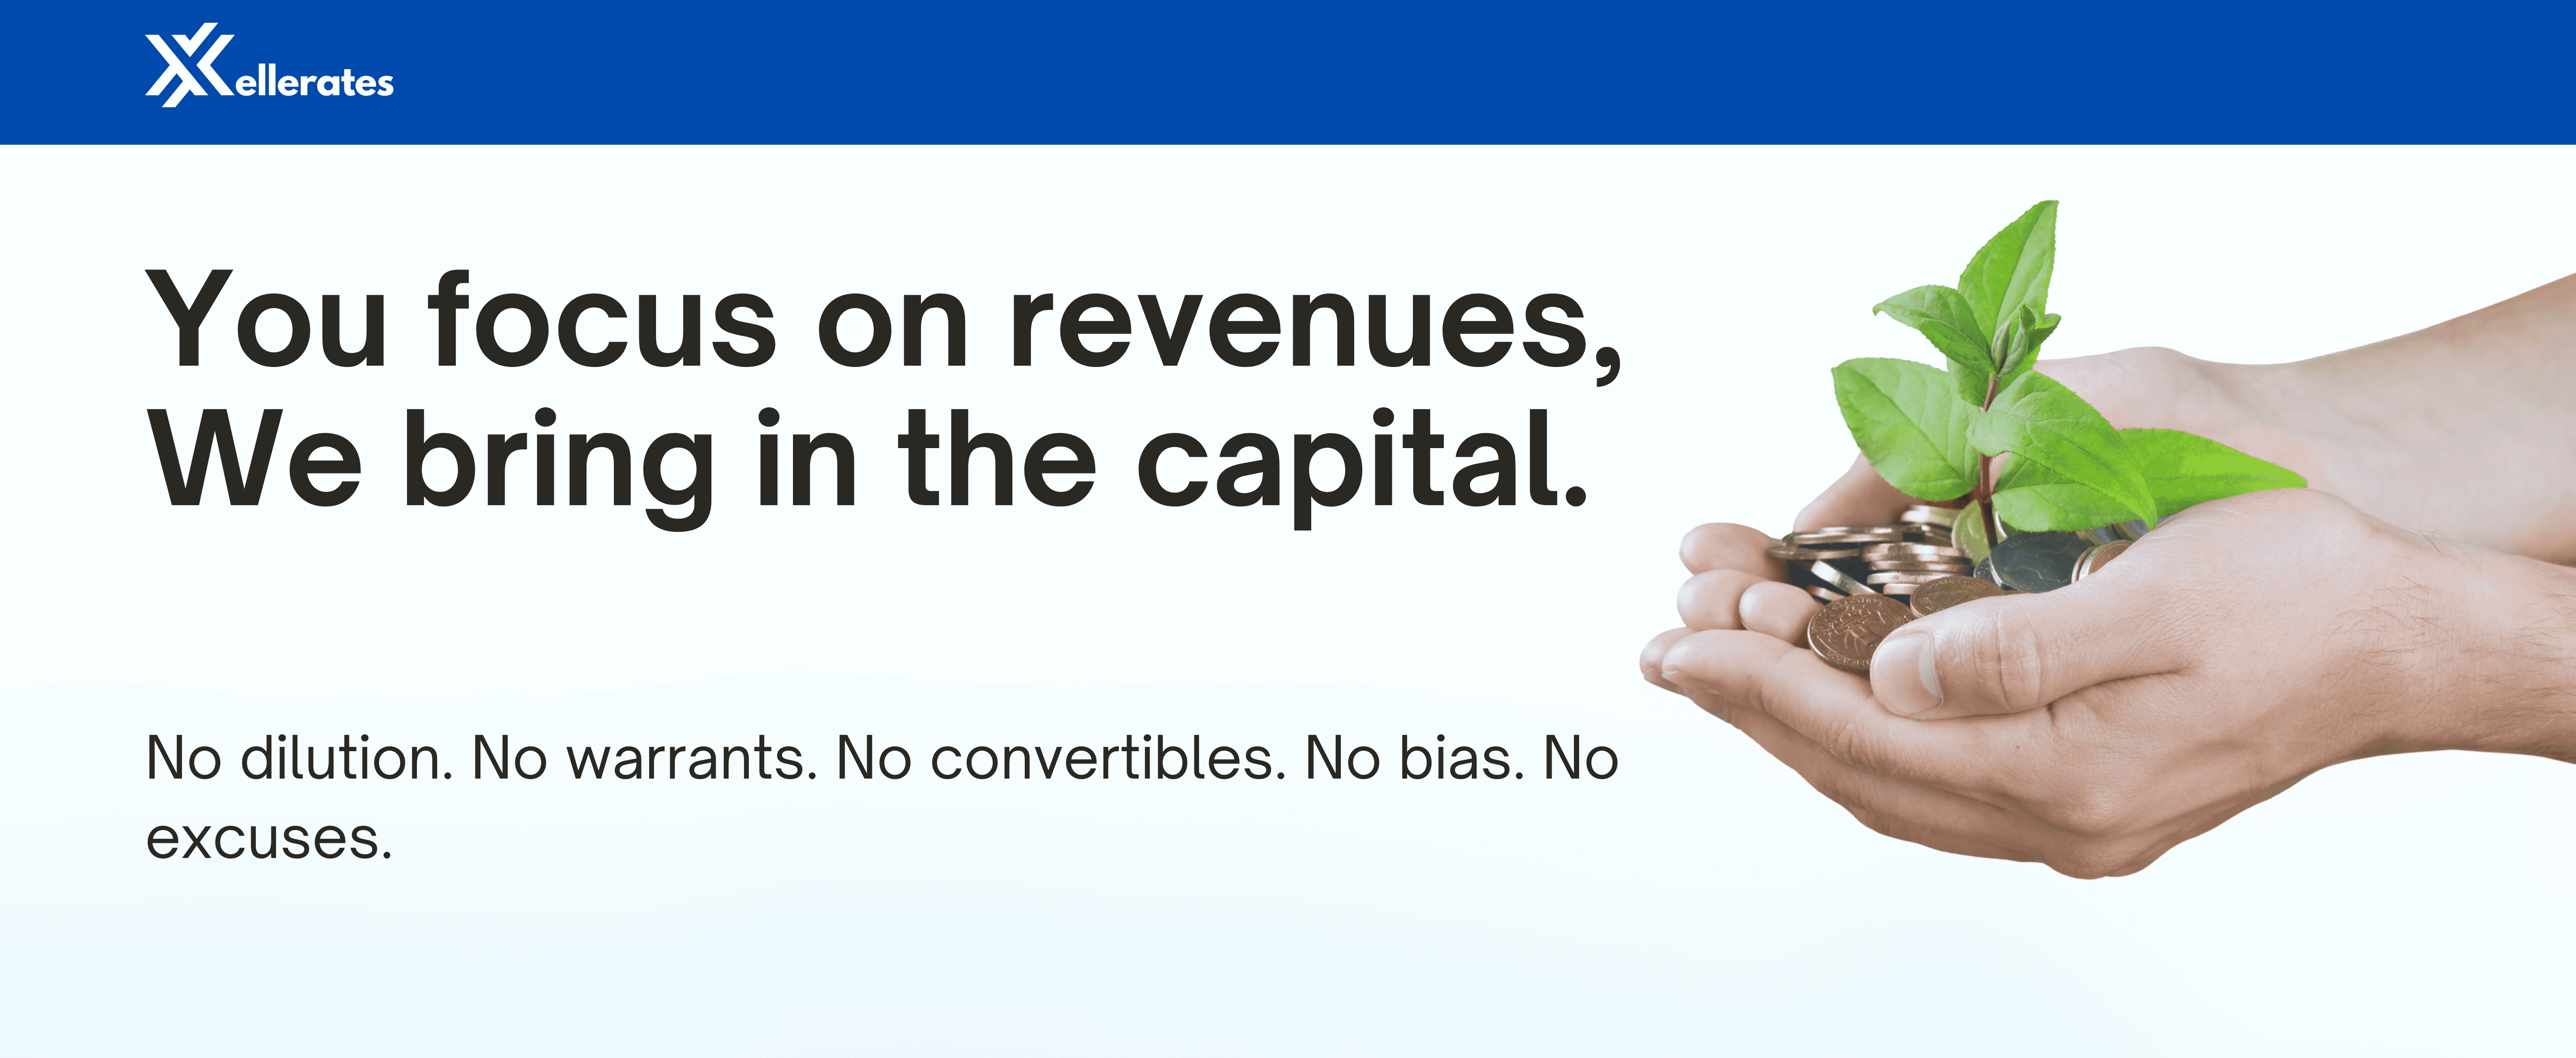 Xellerates
You focus on revenues,
We bring in the capital.
No dilution. No warrants. No convertibles. No bias. No
excuses.